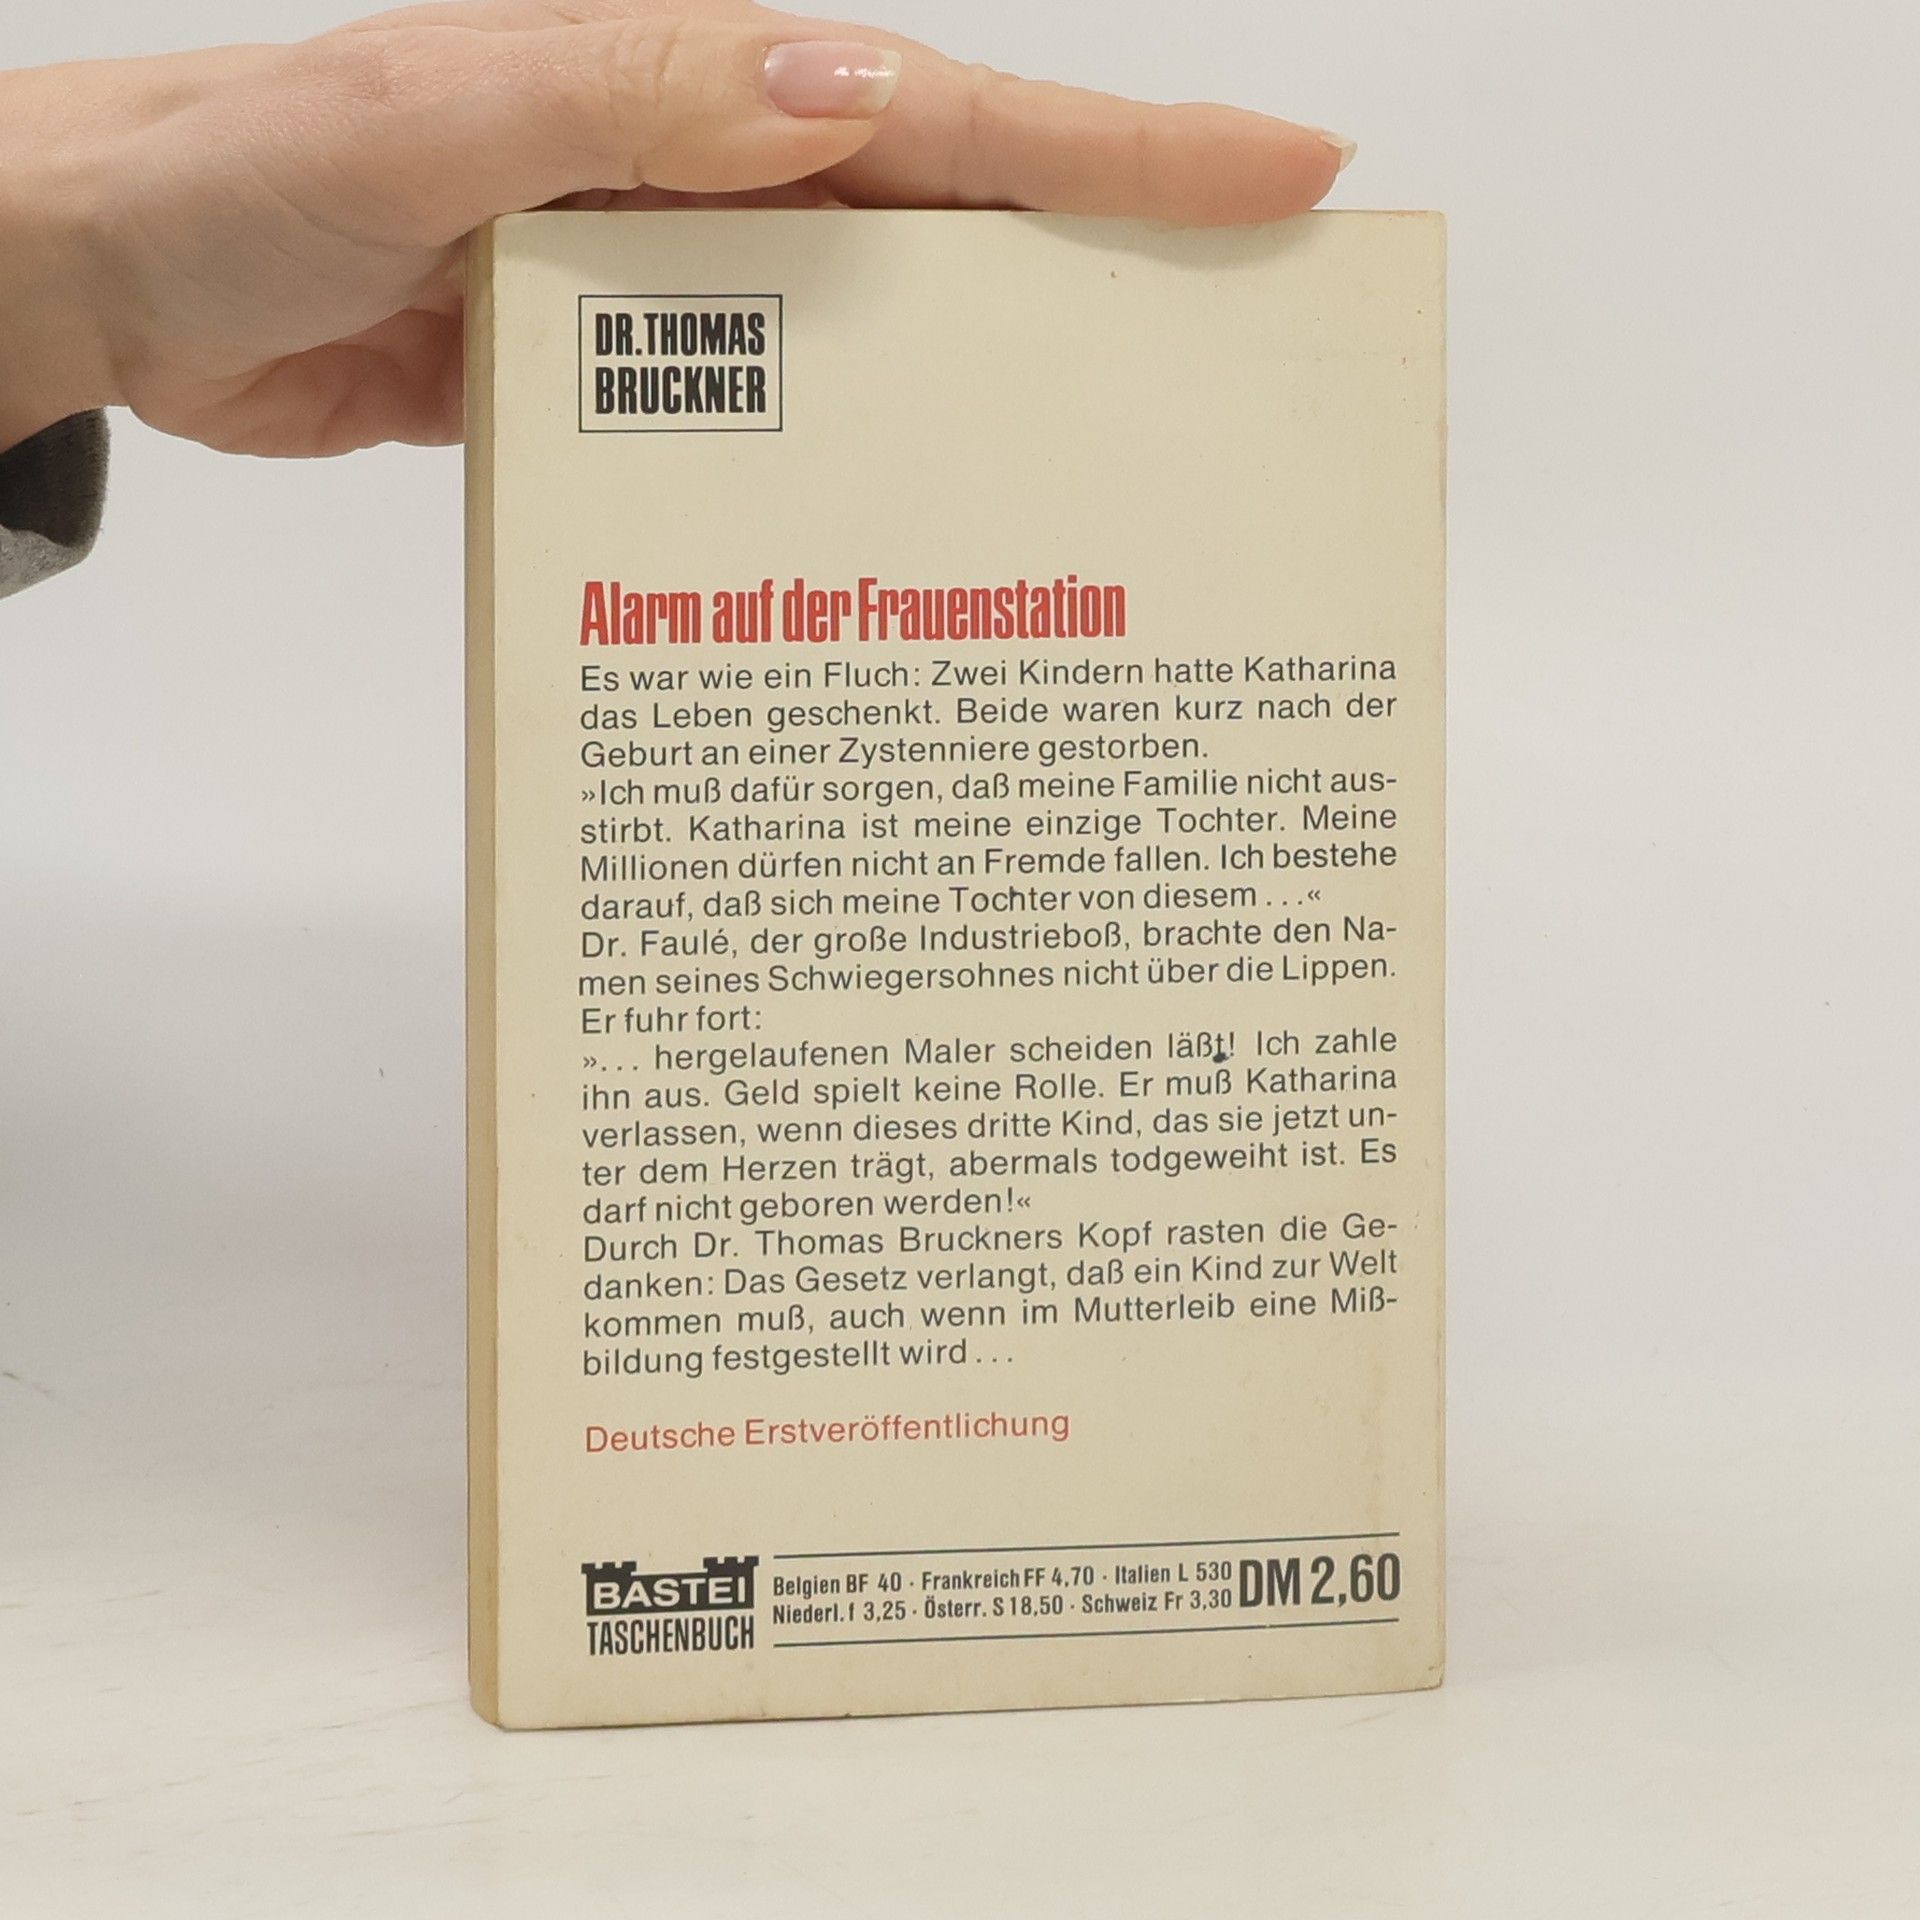 DR. THOMAS
BRUCKNER
Alarm auf der Frauenstation
Es war wie ein Fluch: Zwei Kindern hatte Katharina
das Leben geschenkt. Beide waren kurz nach der
Geburt an einer Zystenniere gestorben.
»Ich muß dafür sorgen, daß meine Familie nicht aus-
stirbt. Katharina ist meine einzige Tochter. Meine
Millionen dürfen nicht an Fremde fallen. Ich bestehe
darauf, daß sich meine Tochter von diesem . . .«
Dr. Faulé, der große Industrieboß, brachte den Na-
men seines Schwiegersohnes nicht über die Lippen.
Er fuhr fort:
». . . hergelaufenen Maler scheiden läßt! Ich zahle
ihn aus. Geld spielt keine Rolle. Er muß Katharina
verlassen, wenn dieses dritte Kind, das sie jetzt un-
ter dem Herzen trägt, abermals todgeweiht ist. Es
darf nicht geboren werden!«
Durch Dr. Thomas Bruckners Kopf rasten die Ge-
danken: Das Gesetz verlangt, daß ein Kind zur Welt
kommen muß, auch wenn im Mutterleib eine Miß-
bildung festgestellt wird . . .
Deutsche Erstveröffentlichung
BASTEI
TASCHENBUCH
Belgien BF 40 · Frankreich FF 4,70 · Italien L 530
Niederl. f 3,25 · Österr. S 18,50 · Schweiz Fr 3,30
DM 2,60